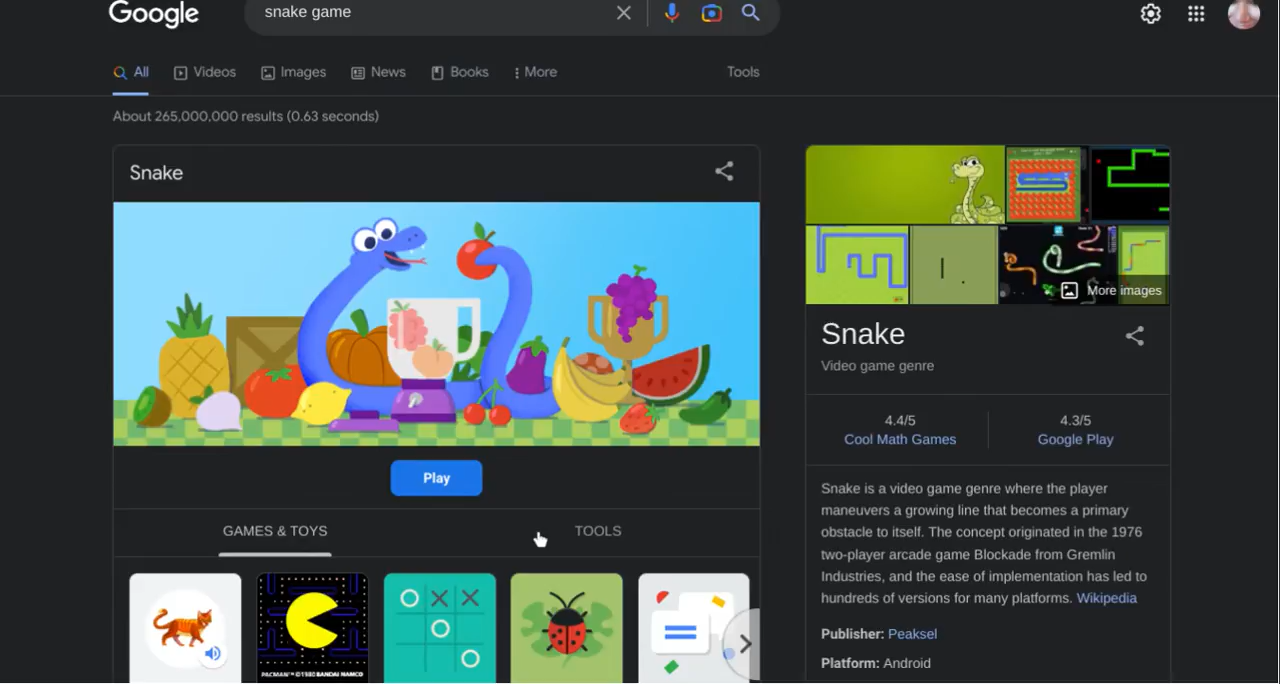 Google
snake game
All
Videos
Images
News
Books
More
Tools
About 265,000,000 results (0.63 seconds)
Snake
Play
GAMES & TOYS
TOOLS
More images
Snake
Video game genre
4.4/5
Cool Math Games
4.3/5
Google Play
Snake is a video game genre where the player
maneuvers a growing line that becomes a primary
obstacle to itself. The concept originated in the 1976
two-player arcade game Blockade from Gremlin
Industries, and the ease of implementation has led to
hundreds of versions for many platforms. Wikipedia
Publisher: Peaksel
Platform: Android